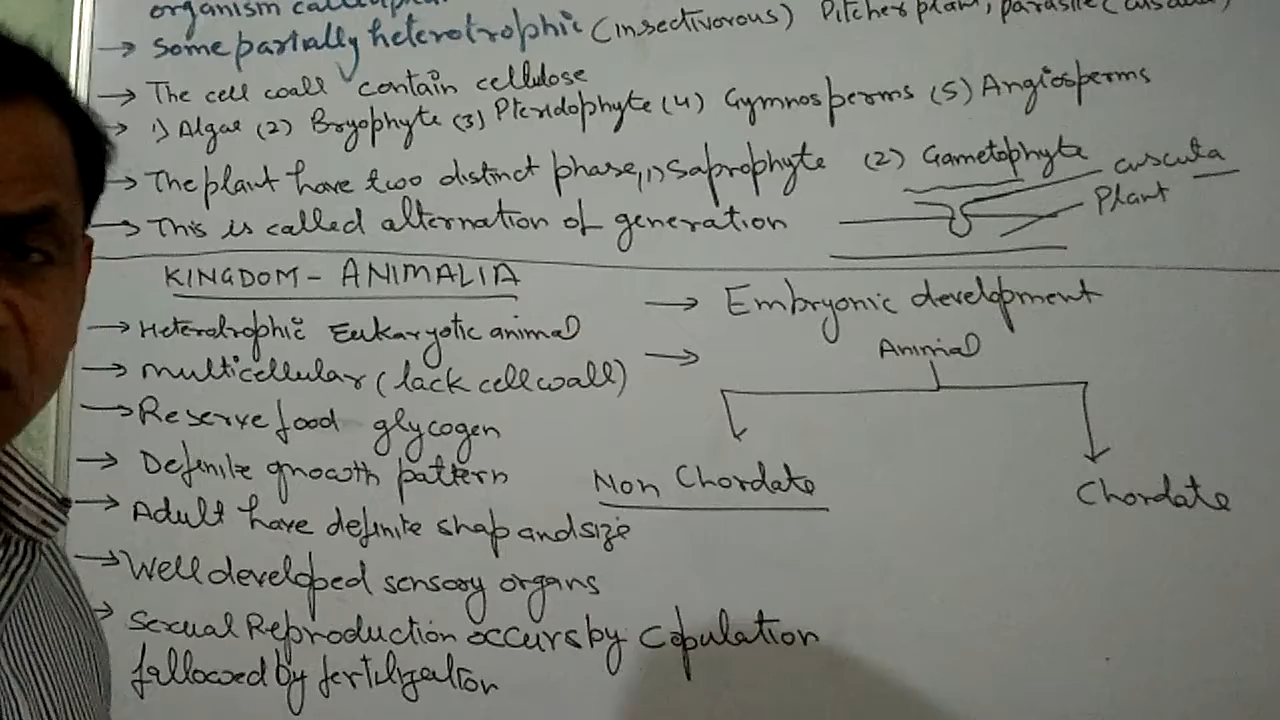 organism called
→ Some partially heterotrophic (insectivorous) Pitcher plant, parasite (cuscuta)
→ The cell wall contain cellulose
→ 1) Algae (2) Bryophyte (3) Pteridophyte (4) Gymnosperms (5) Angiosperms
→ The plant have two distinct phase, 1) Saprophyte (2) Gametophyte
cuscuta
Plant
→ This is called alternation of generation
KINGDOM - ANIMALIA
→ Heterotrophic Eukaryotic animal
→ multicellular (lack cell wall)
→ Reserve food glycogen
→ Definite growth pattern
→ Adult have definite shap and size
→ Well developed sensory organs
→ Sexual Reproduction occurs by Copulation
followed by fertilization
→ Embryonic development
→ Animal
Non Chordate
Chordate